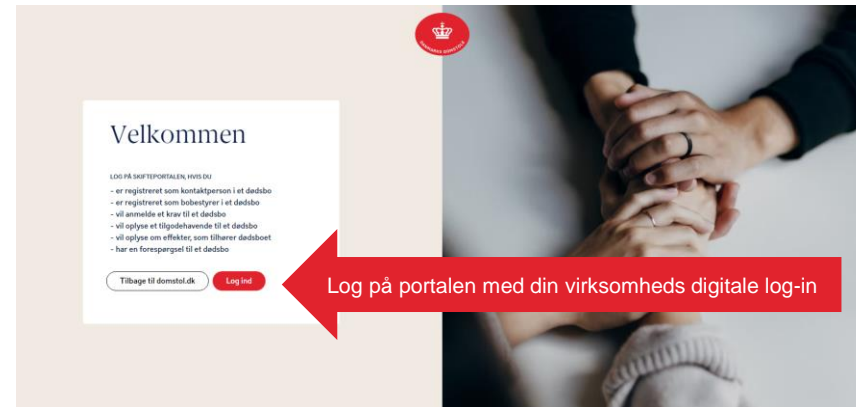 DANMARKS DOMSTOLE
Velkommen
LOG PÅ SKIFTEPORTALEN, HVIS DU
- er registreret som kontaktperson i et dødsbo
- er registreret som bobestyrer i et dødsbo
- vil anmelde et krav til et dødsbo
- vil oplyse et tilgodehavende til et dødsbo
- vil oplyse om effekter, som tilhører dødsboet
- har en forespørgsel til et dødsbo
Tilbage til domstol.dk
Log ind
Log på portalen med din virksomheds digitale log-in